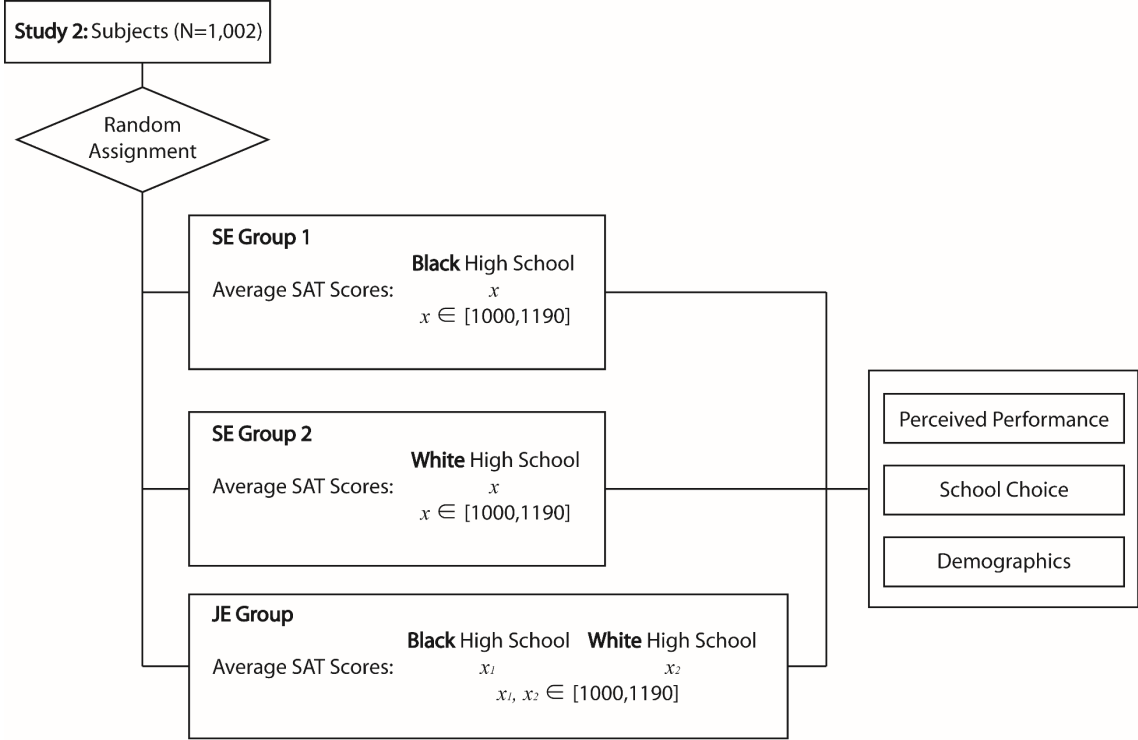 Study 2: Subjects (N=1,002)
Random
Assignment
SE Group 1
Black High School
Average SAT Scores: x
x ∈ [1000,1190]
SE Group 2
White High School
Average SAT Scores: x
x ∈ [1000,1190]
JE Group
Black High School White High School
Average SAT Scores: x₁ x₂
x₁, x₂ ∈ [1000,1190]
Perceived Performance
School Choice
Demographics